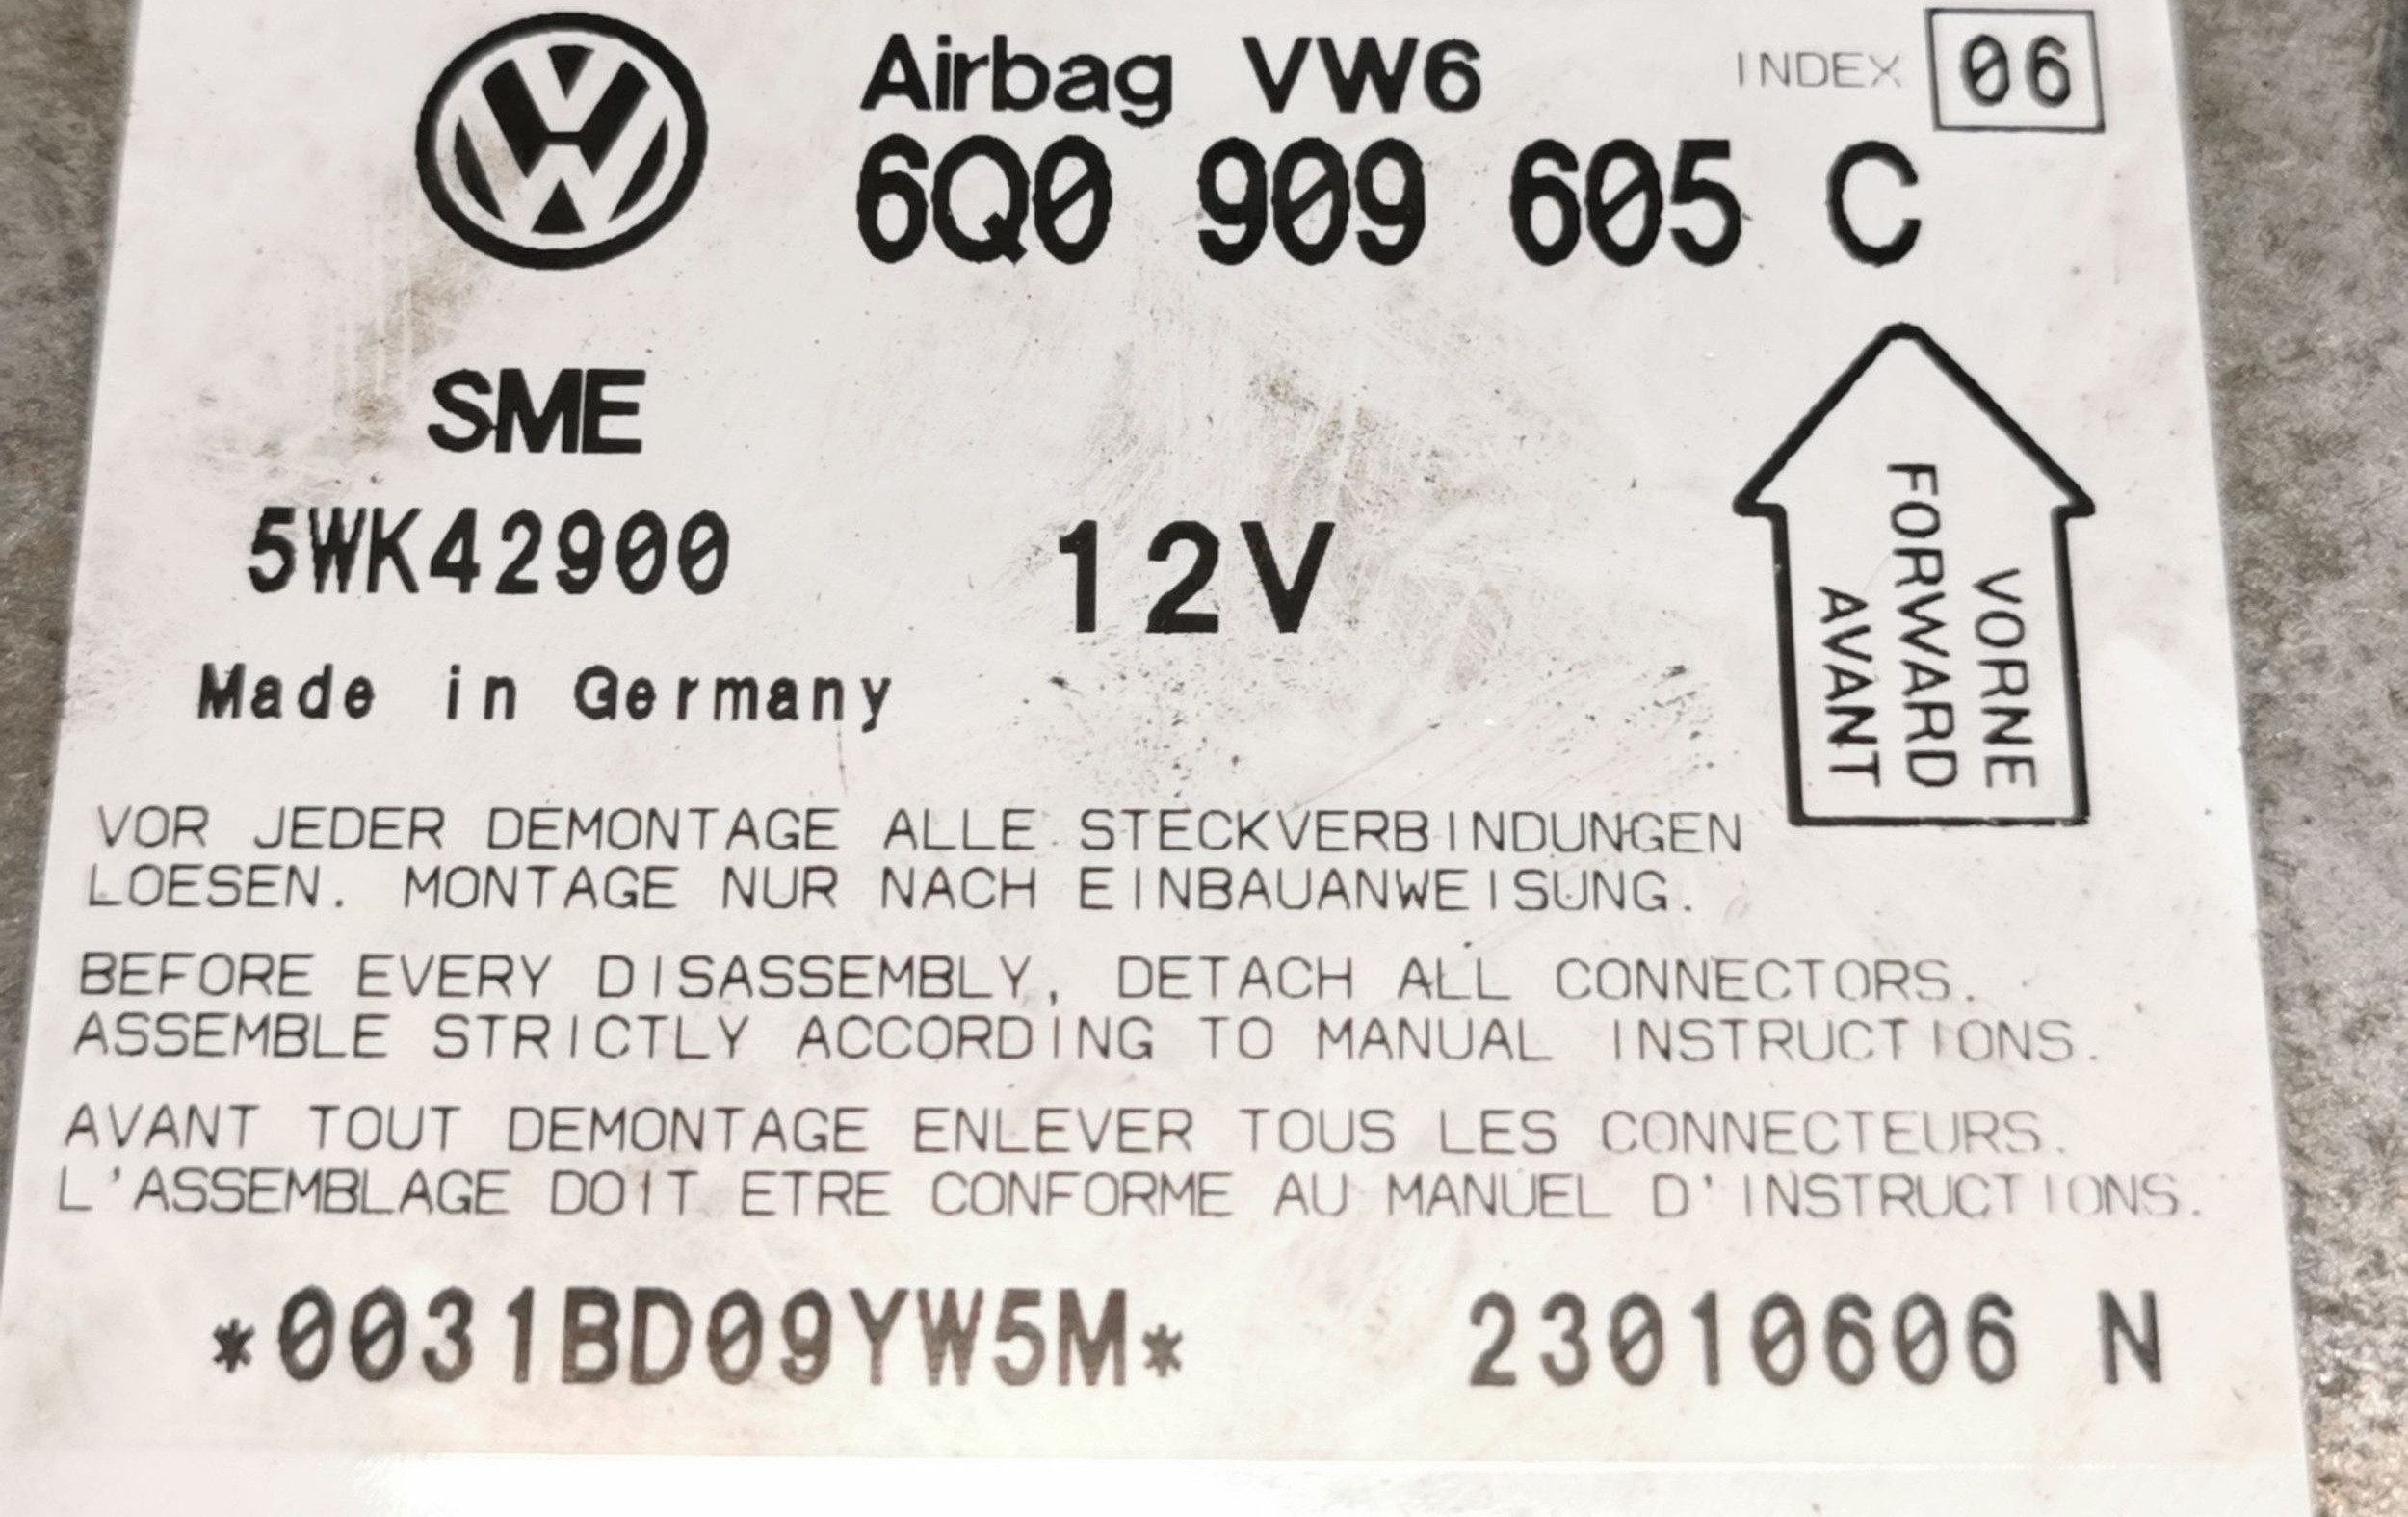 Airbag VW6
INDEX 06
6Q0 909 605 C
SME
5WK42900
12V
Made in Germany
VORNE
FORWARD
AVANT
VOR JEDER DEMONTAGE ALLE STECKVERBINDUNGEN
LOESEN. MONTAGE NUR NACH EINBAUANWEISUNG.
BEFORE EVERY DISASSEMBLY, DETACH ALL CONNECTORS.
ASSEMBLE STRICTLY ACCORDING TO MANUAL INSTRUCTIONS.
AVANT TOUT DEMONTAGE ENLEVER TOUS LES CONNECTEURS.
L'ASSEMBLAGE DOIT ETRE CONFORME AU MANUEL D'INSTRUCTIONS.
*0031BD09YW5M*
23010606 N